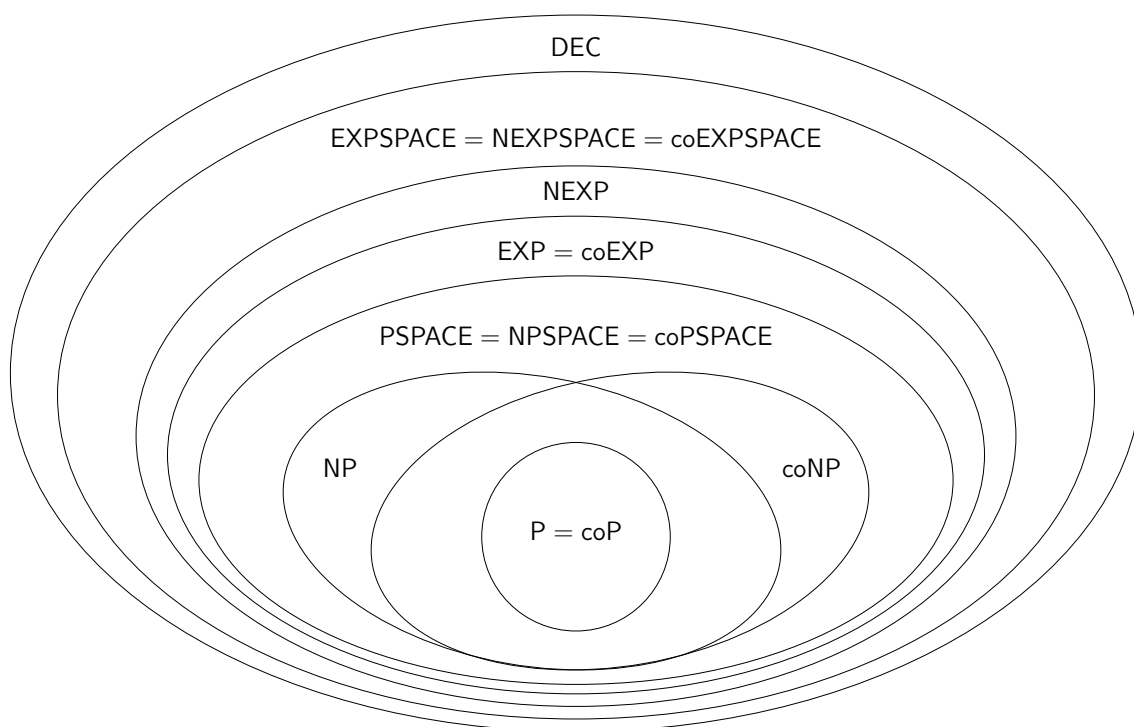 DEC
EXPSPACE = NEXPSPACE = coEXPSPACE
NEXP
EXP = coEXP
PSPACE = NPSPACE = coPSPACE
NP
coNP
P = coP